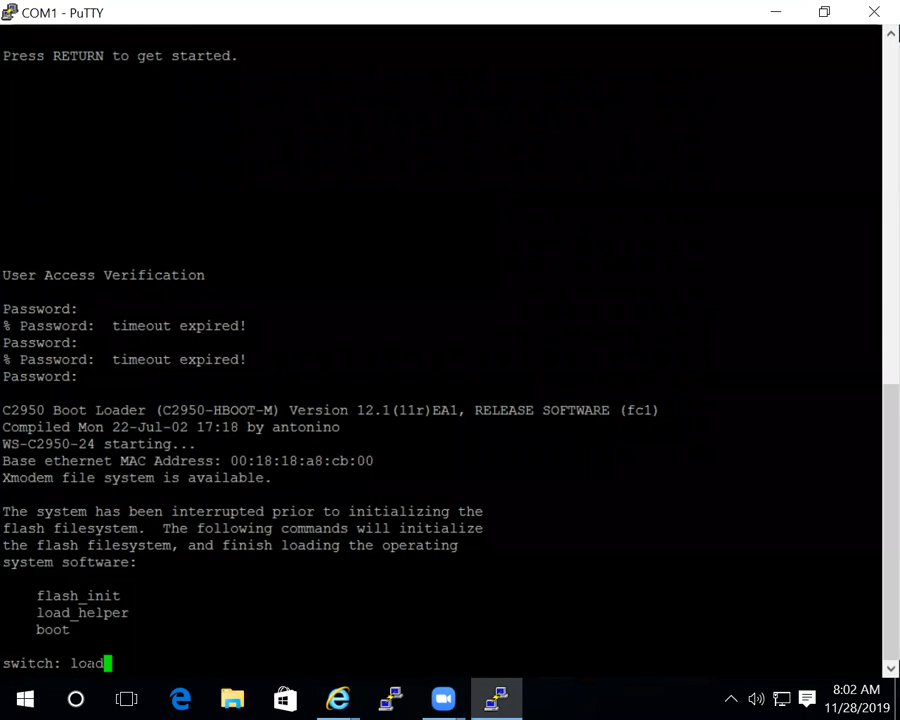 COM1 - PuTTY
Press RETURN to get started.
User Access Verification
Password:
% Password:  timeout expired!
Password:
% Password:  timeout expired!
Password:
C2950 Boot Loader (C2950-HBOOT-M) Version 12.1(11r)EA1, RELEASE SOFTWARE (fc1)
Compiled Mon 22-Jul-02 17:18 by antonino
WS-C2950-24 starting...
Base ethernet MAC Address: 00:18:18:a8:cb:00
Xmodem file system is available.
The system has been interrupted prior to initializing the
flash filesystem.  The following commands will initialize
the flash filesystem, and finish loading the operating
system software:
flash_init
load_helper
boot
switch: load
8:02 AM
11/28/2019